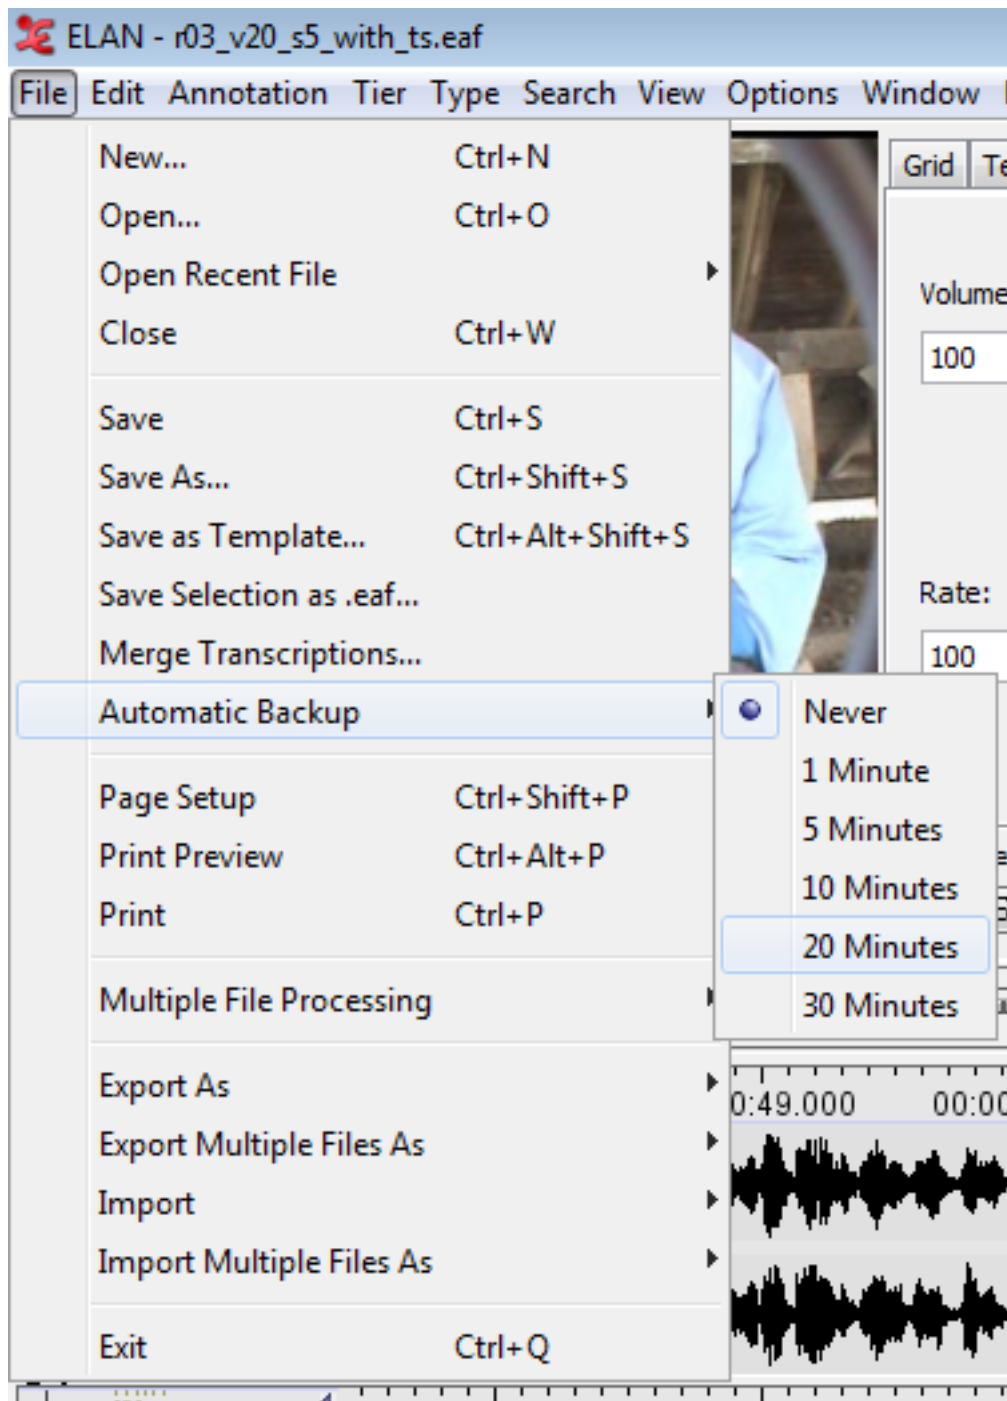 ELAN - r03_v20_s5_with_ts.eaf
File Edit Annotation Tier Type Search View Options Window
New... Ctrl+N
Open... Ctrl+O
Open Recent File
Close Ctrl+W
Save Ctrl+S
Save As... Ctrl+Shift+S
Save as Template... Ctrl+Alt+Shift+S
Save Selection as .eaf...
Merge Transcriptions...
Automatic Backup
Page Setup Ctrl+Shift+P
Print Preview Ctrl+Alt+P
Print Ctrl+P
Multiple File Processing
Export As
Export Multiple Files As
Import
Import Multiple Files As
Exit Ctrl+Q
Never
1 Minute
5 Minutes
10 Minutes
20 Minutes
30 Minutes
Grid
Volume
100
Rate:
100
0:49.000 00:00